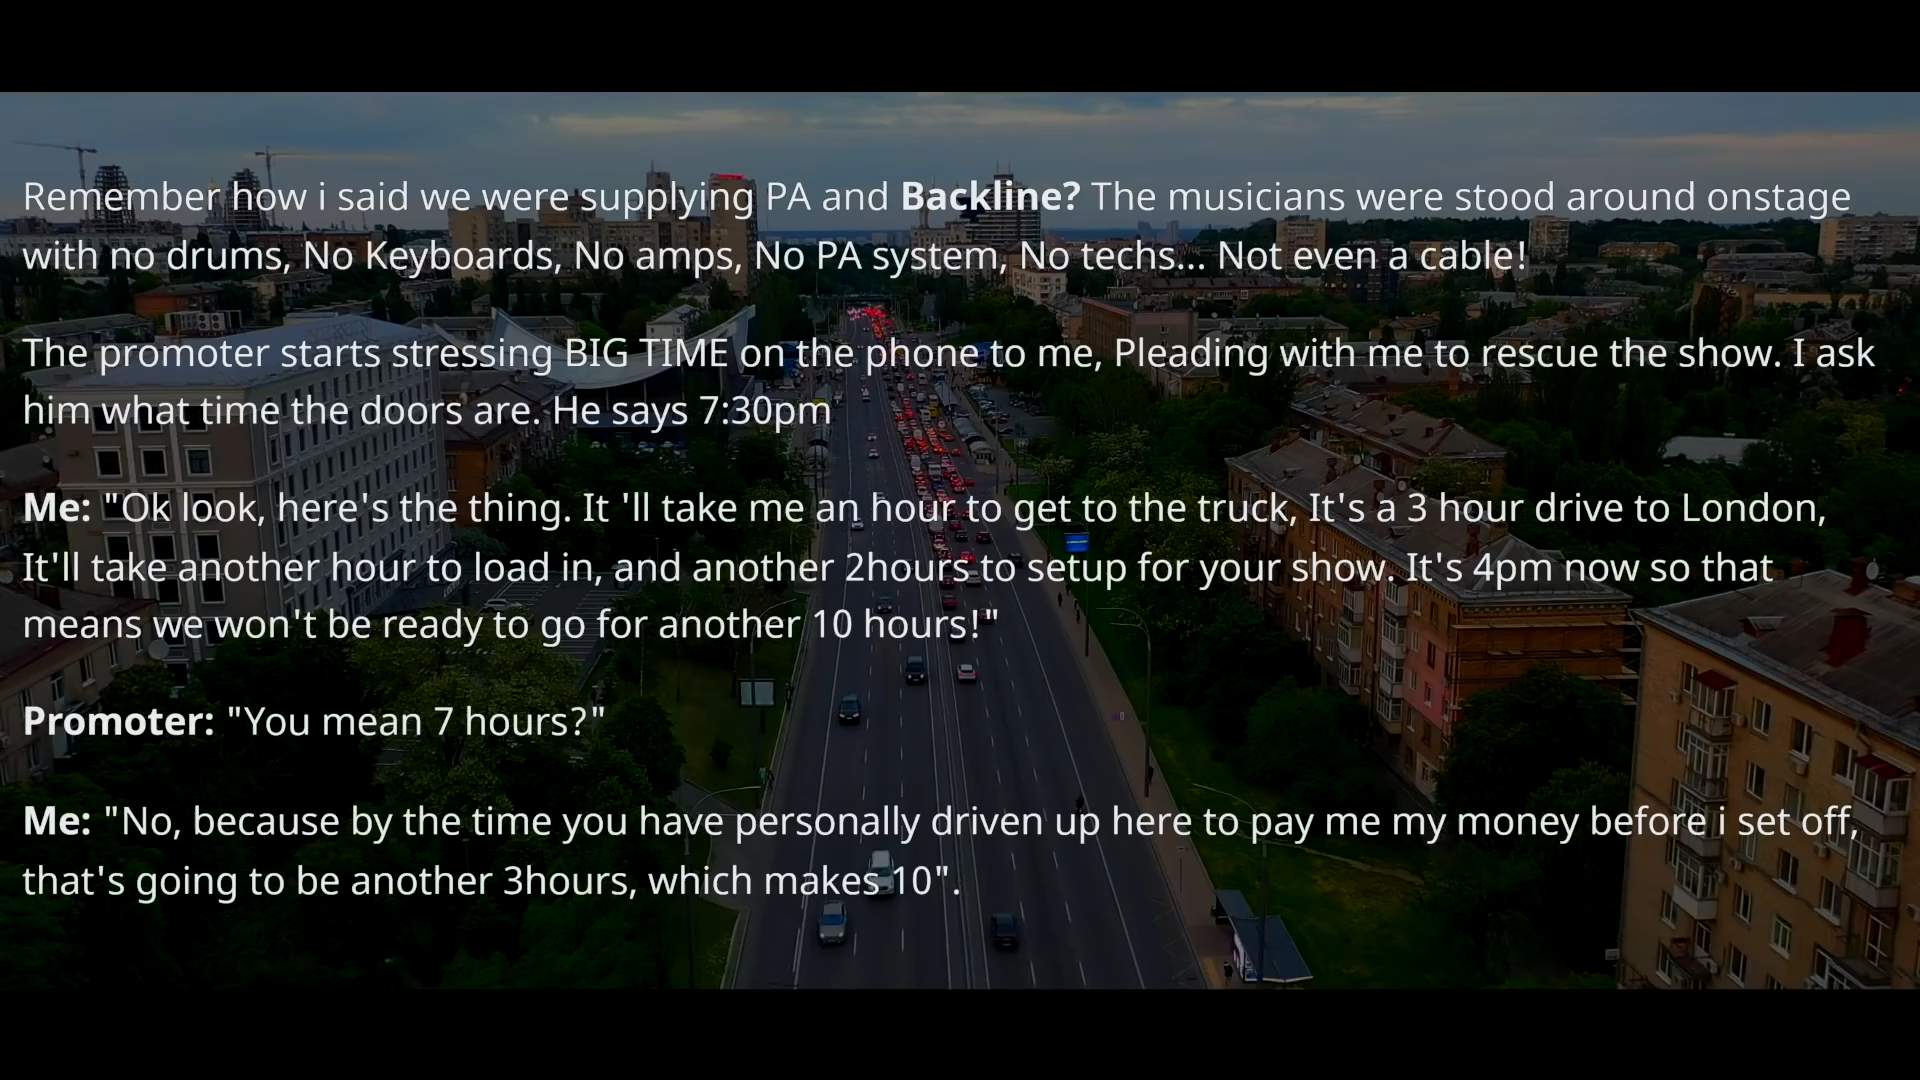 Remember how i said we were supplying PA and Backline? The musicians were stood around onstage
with no drums, No Keyboards, No amps, No PA system, No techs... Not even a cable!
The promoter starts stressing BIG TIME on the phone to me, Pleading with me to rescue the show. I ask
him what time the doors are. He says 7:30pm
Me: "Ok look, here's the thing. It 'll take me an hour to get to the truck, It's a 3 hour drive to London,
It'll take another hour to load in, and another 2hours to setup for your show. It's 4pm now so that
means we won't be ready to go for another 10 hours!"
Promoter: "You mean 7 hours?"
Me: "No, because by the time you have personally driven up here to pay me my money before i set off,
that's going to be another 3hours, which makes 10".